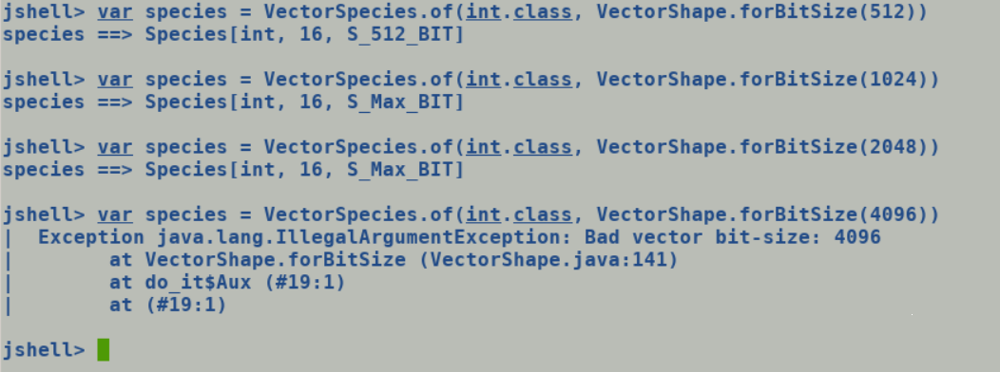 jshell> var species = VectorSpecies.of(int.class, VectorShape.forBitSize(512))
species ==> Species[int, 16, S_512_BIT]
jshell> var species = VectorSpecies.of(int.class, VectorShape.forBitSize(1024))
species ==> Species[int, 16, S_Max_BIT]
jshell> var species = VectorSpecies.of(int.class, VectorShape.forBitSize(2048))
species ==> Species[int, 16, S_Max_BIT]
jshell> var species = VectorSpecies.of(int.class, VectorShape.forBitSize(4096))
|  Exception java.lang.IllegalArgumentException: Bad vector bit-size: 4096
|        at VectorShape.forBitSize (VectorShape.java:141)
|        at do_it$Aux (#19:1)
|        at (#19:1)
jshell>